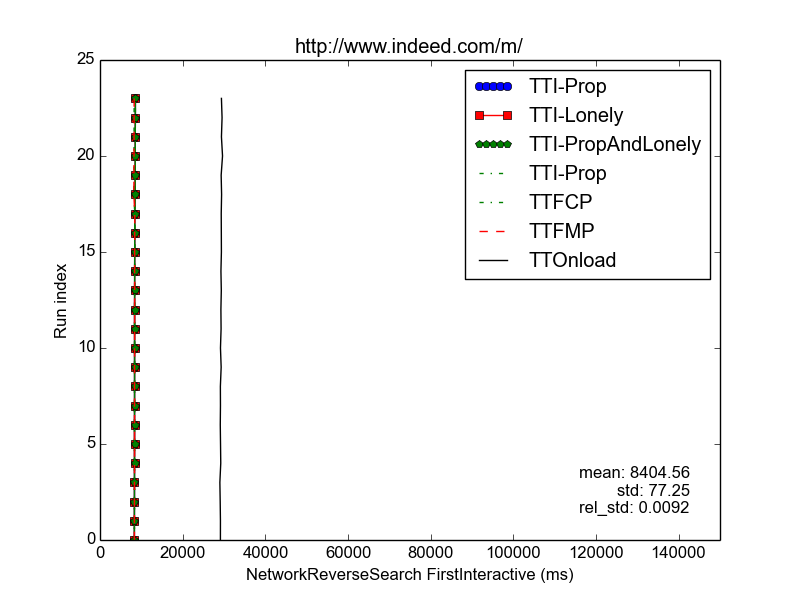 http://www.indeed.com/m/
25
20
15
10
5
0
Run index
TTI-Prop
TTI-Lonely
TTI-PropAndLonely
TTI-Prop
TTFCP
TTFMP
TTOnload
mean: 8404.56
std: 77.25
rel_std: 0.0092
0 20000 40000 60000 80000 100000 120000 140000
NetworkReverseSearch FirstInteractive (ms)